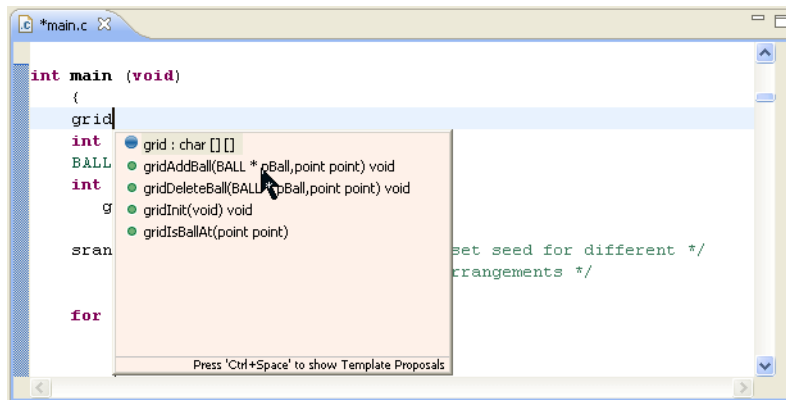 *main.c
int main (void)
{
grid
int
grid : char [] []
BALL
gridAddBall(BALL * pBall,point point) void
int
gridDeleteBall(BALL * pBall,point point) void
g
gridInit(void) void
gridIsBallAt(point point)
sran
set seed for different */
rrangements */
for
Press 'Ctrl+Space' to show Template Proposals